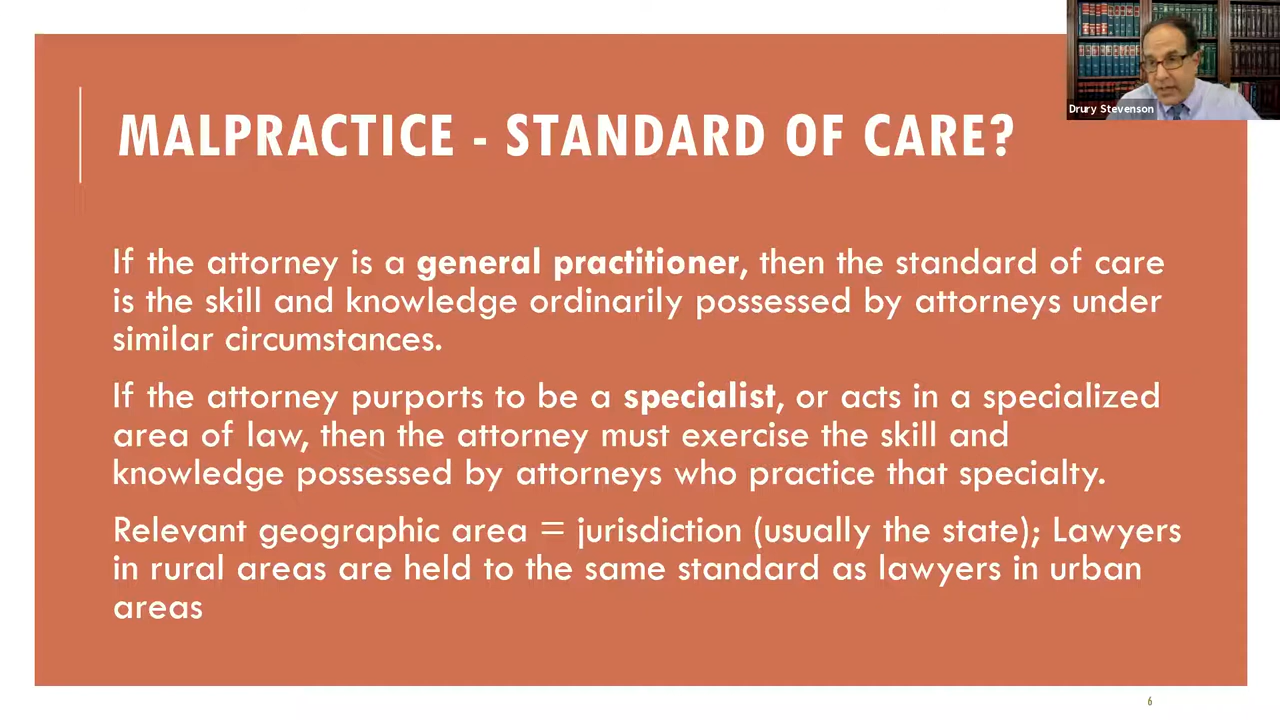 Drury Stevenson
MALPRACTICE - STANDARD OF CARE?
If the attorney is a general practitioner, then the standard of care
is the skill and knowledge ordinarily possessed by attorneys under
similar circumstances.
If the attorney purports to be a specialist, or acts in a specialized
area of law, then the attorney must exercise the skill and
knowledge possessed by attorneys who practice that specialty.
Relevant geographic area = jurisdiction (usually the state); Lawyers
in rural areas are held to the same standard as lawyers in urban
areas
6